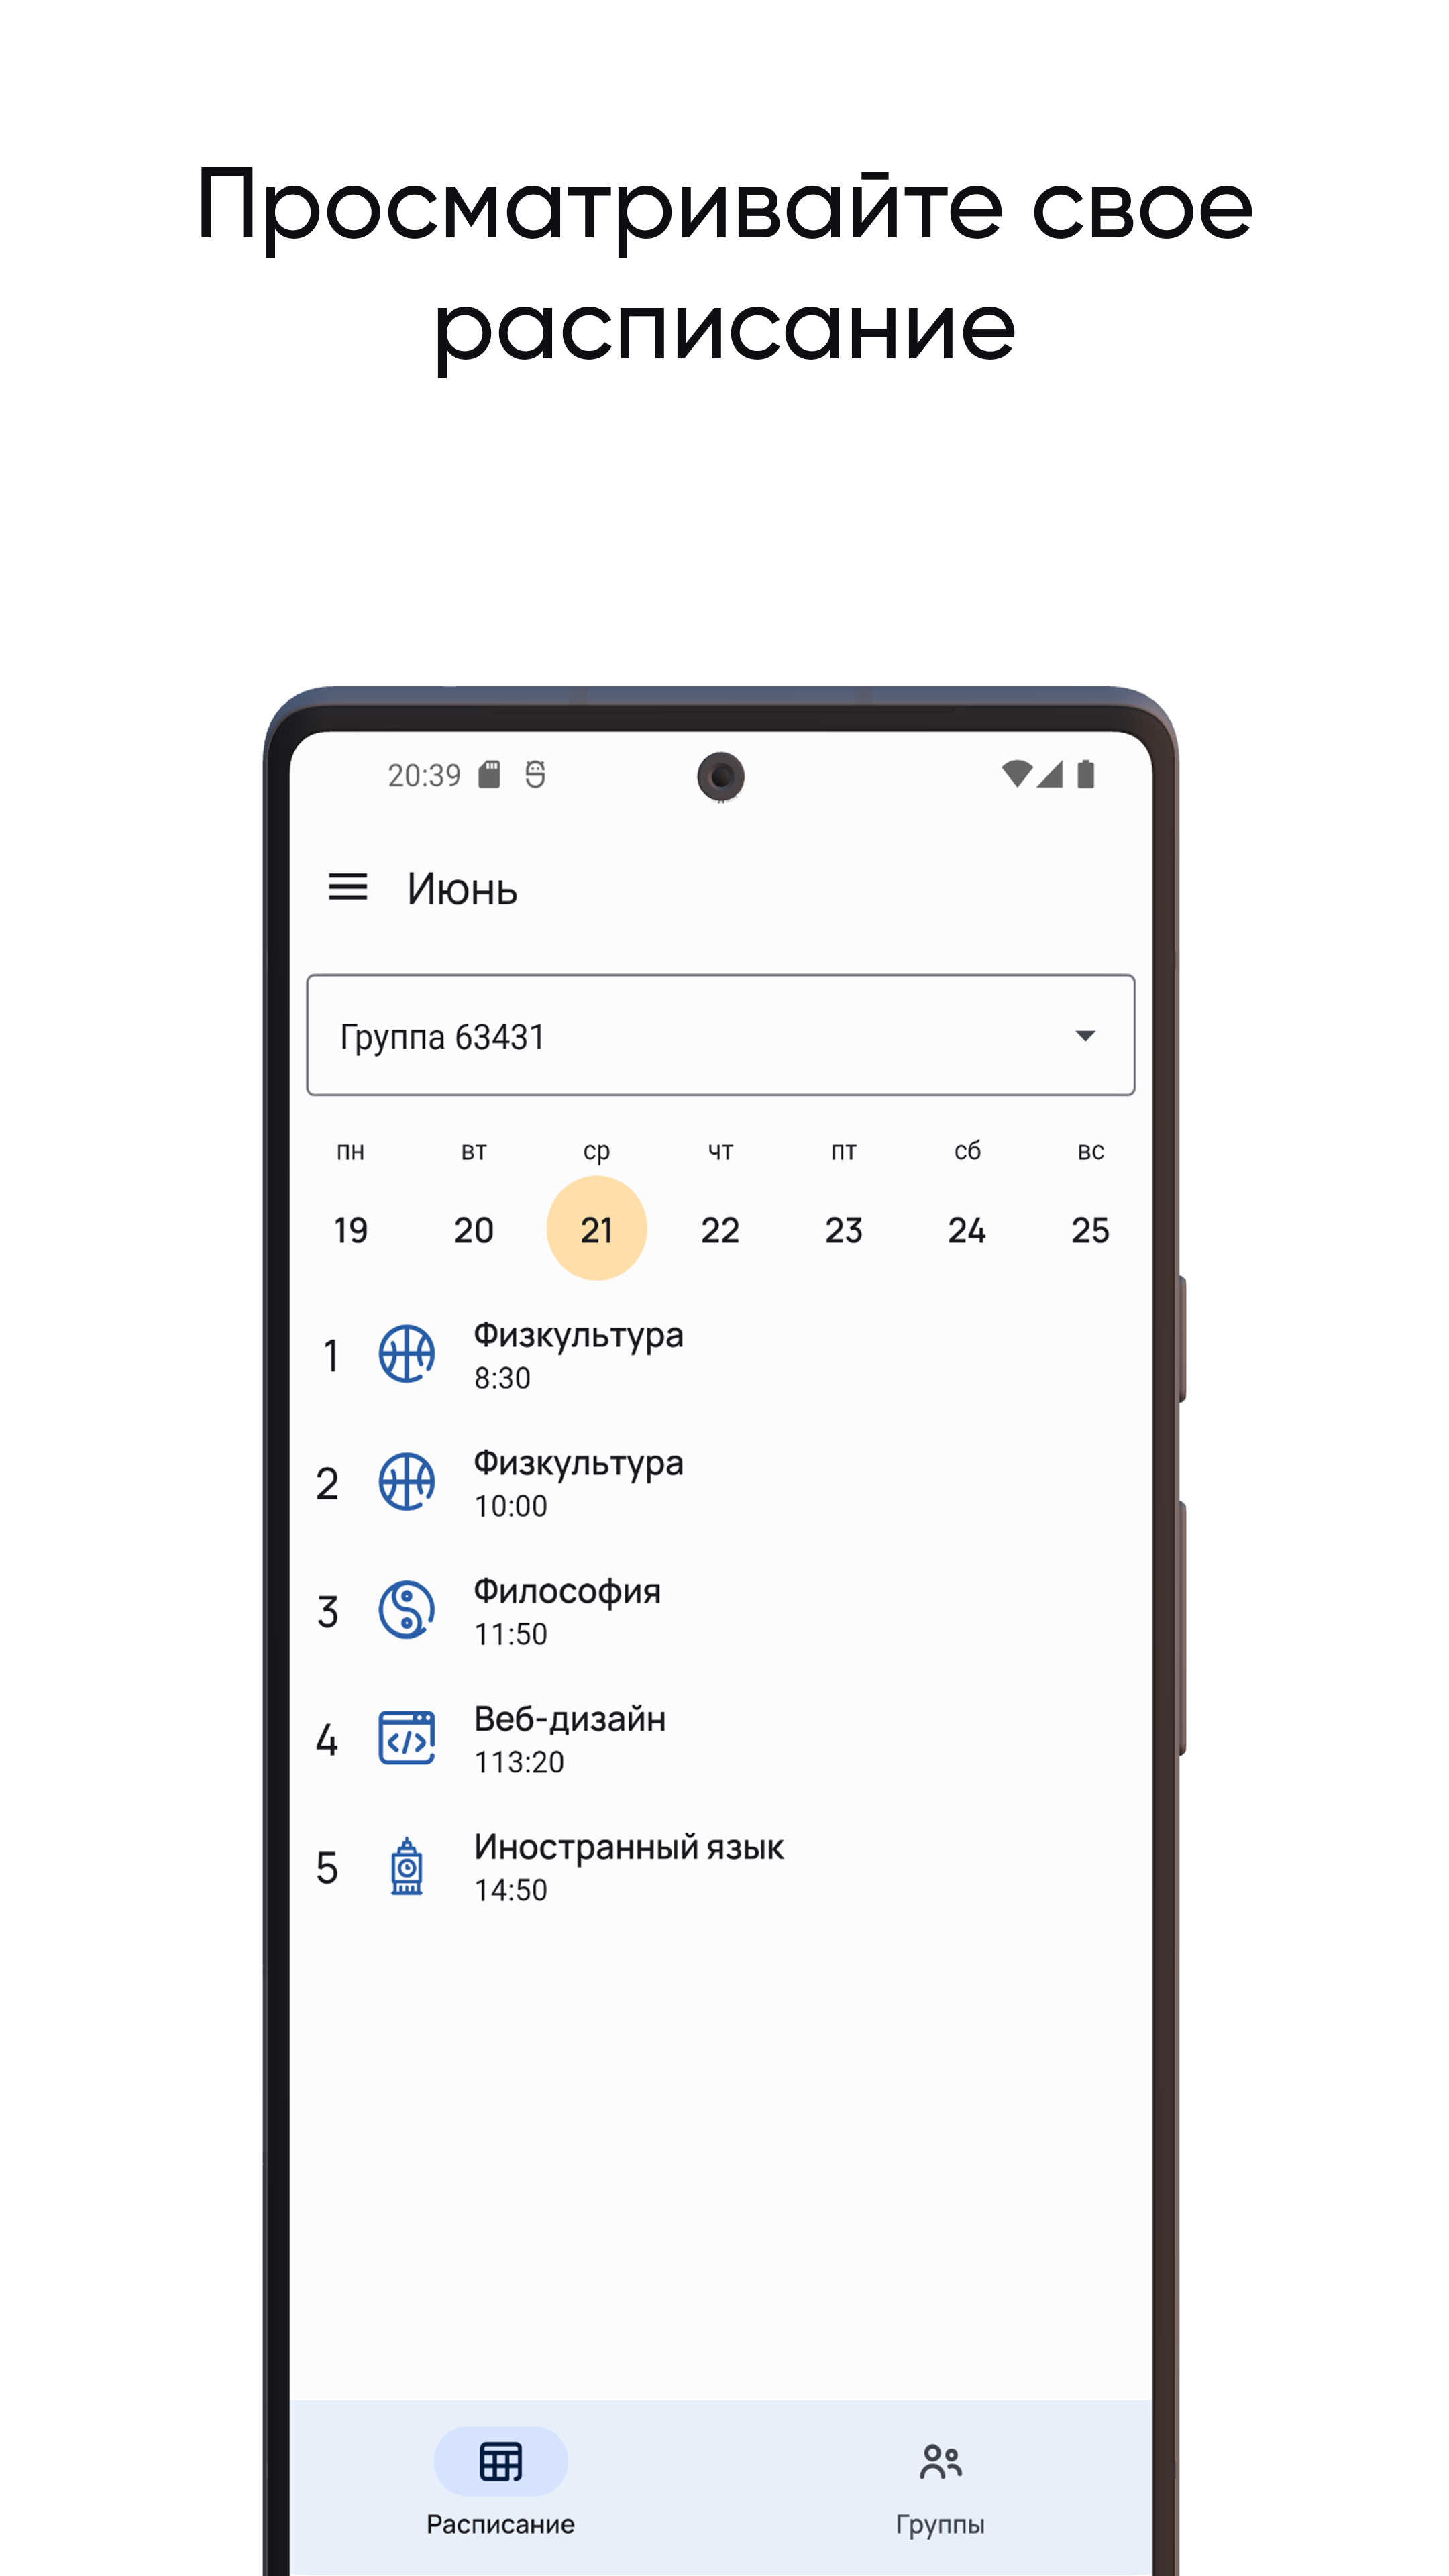 Просматривайте свое
расписание
20:39
Июнь
Группа 63431
пн вт ср чт пт сб вс
19 20 21 22 23 24 25
1 Физкультура
8:30
2 Физкультура
10:00
3 Философия
11:50
4 Веб-дизайн
113:20
5 Иностранный язык
14:50
Расписание Группы